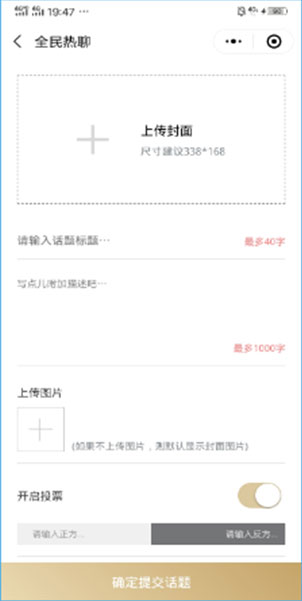 19:47 ...
全民热聊
上传封面
尺寸建议338*168
请输入话题标题...
最多40字
写点儿附加描述吧...
最多1000字
上传图片
(如果不上传图片，则默认显示封面图片)
开启投票
请输入正方...
请输入反方...
确定提交话题